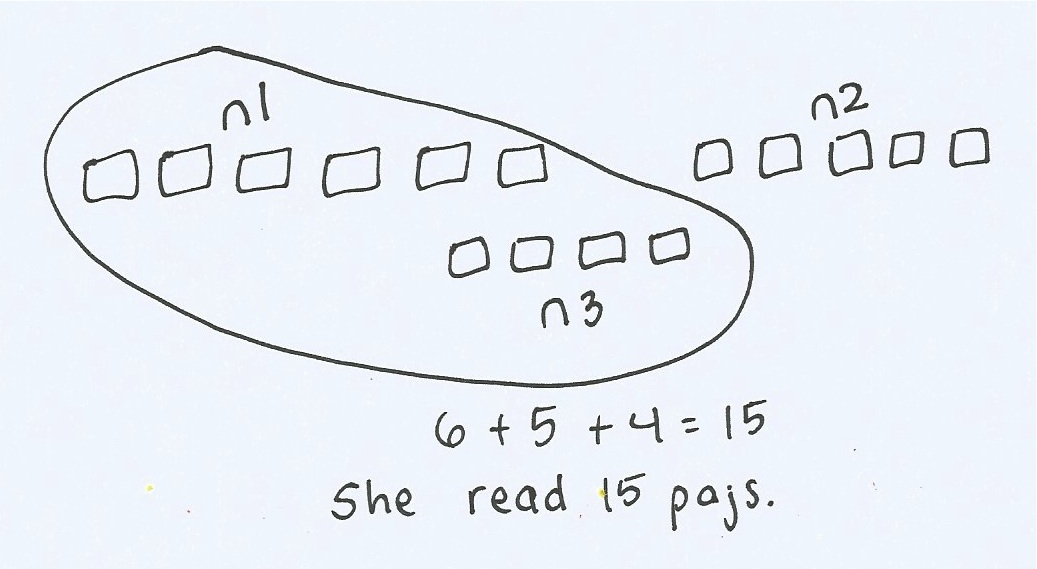 n1
n2
n3
6 + 5 + 4 = 15
She read 15 pajs.